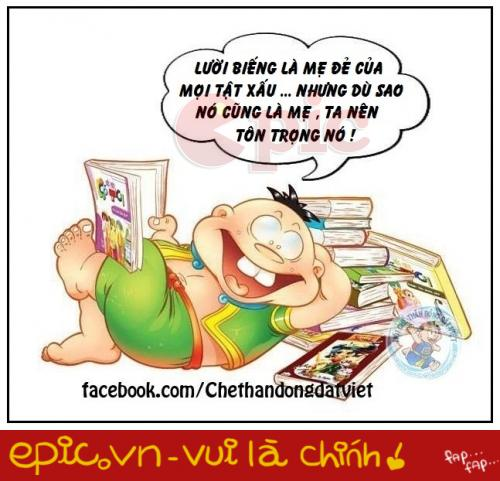 LƯỜI BIẾNG LÀ MẸ ĐẺ CỦA
MỌI TẬT XẤU ... NHƯNG DÙ SAO
NÓ CŨNG LÀ MẸ , TA NÊN
TÔN TRỌNG NÓ !
epic
facebook.com/Chethandongdatviet
epic.vn - vui là chính
FAP...
FAP...